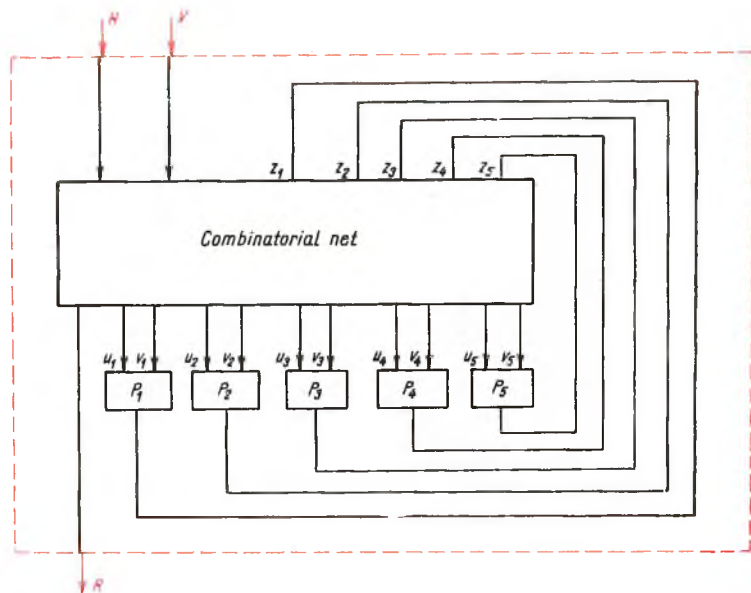 H V
z1 z2 z3 z4 z5
Combinatorial net
u1 v1 u2 v2 u3 v3 u4 v4 u5 v5
P1 P2 P3 P4 P5
R